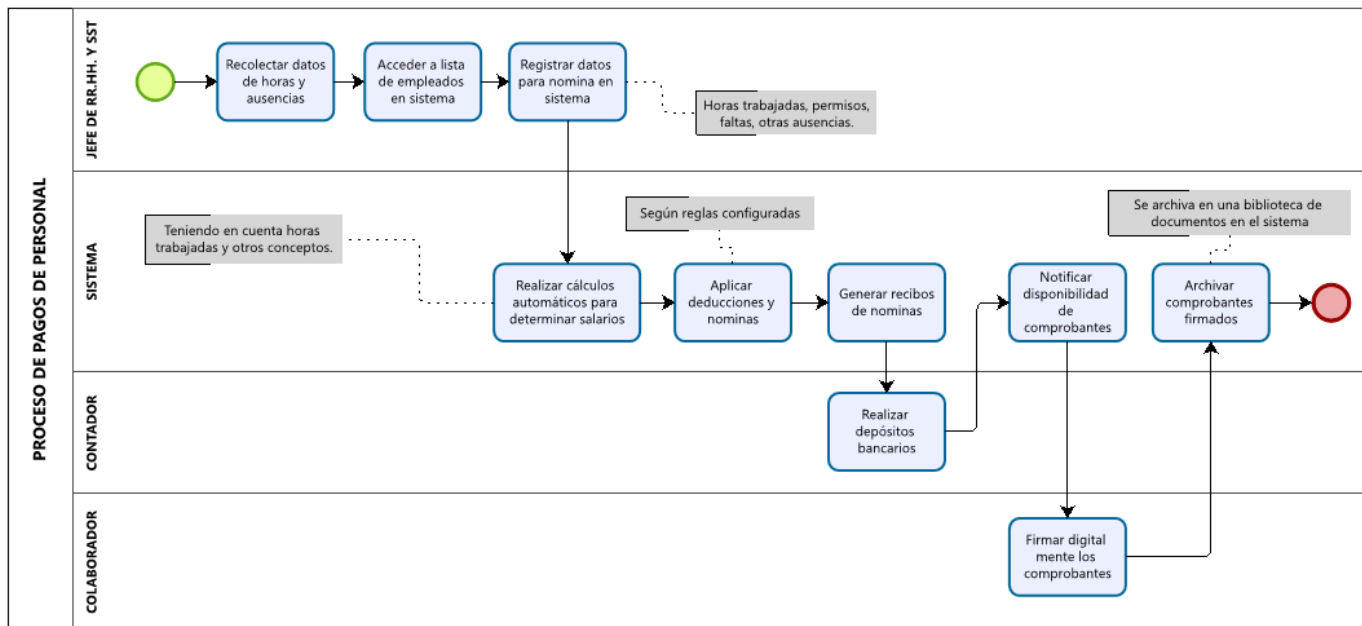 PROCESO DE PAGOS DE PERSONAL
JEFE DE RR.HH. Y SST
Recolectar datos
de horas y
ausencias
Acceder a lista
de empleados
en sistema
Registrar datos
para nomina en
sistema
Horas trabajadas, permisos,
faltas, otras ausencias.
SISTEMA
Teniendo en cuenta horas
trabajadas y otros conceptos.
Según reglas configuradas
Se archiva en una biblioteca de
documentos en el sistema
Realizar cálculos
automáticos para
determinar salarios
Aplicar
deducciones y
nominas
Generar recibos
de nominas
Notificar
disponibilidad
de
comprobantes
Archivar
comprobantes
firmados
CONTADOR
Realizar
depósitos
bancarios
COLABORADOR
Firmar digital
mente los
comprobantes